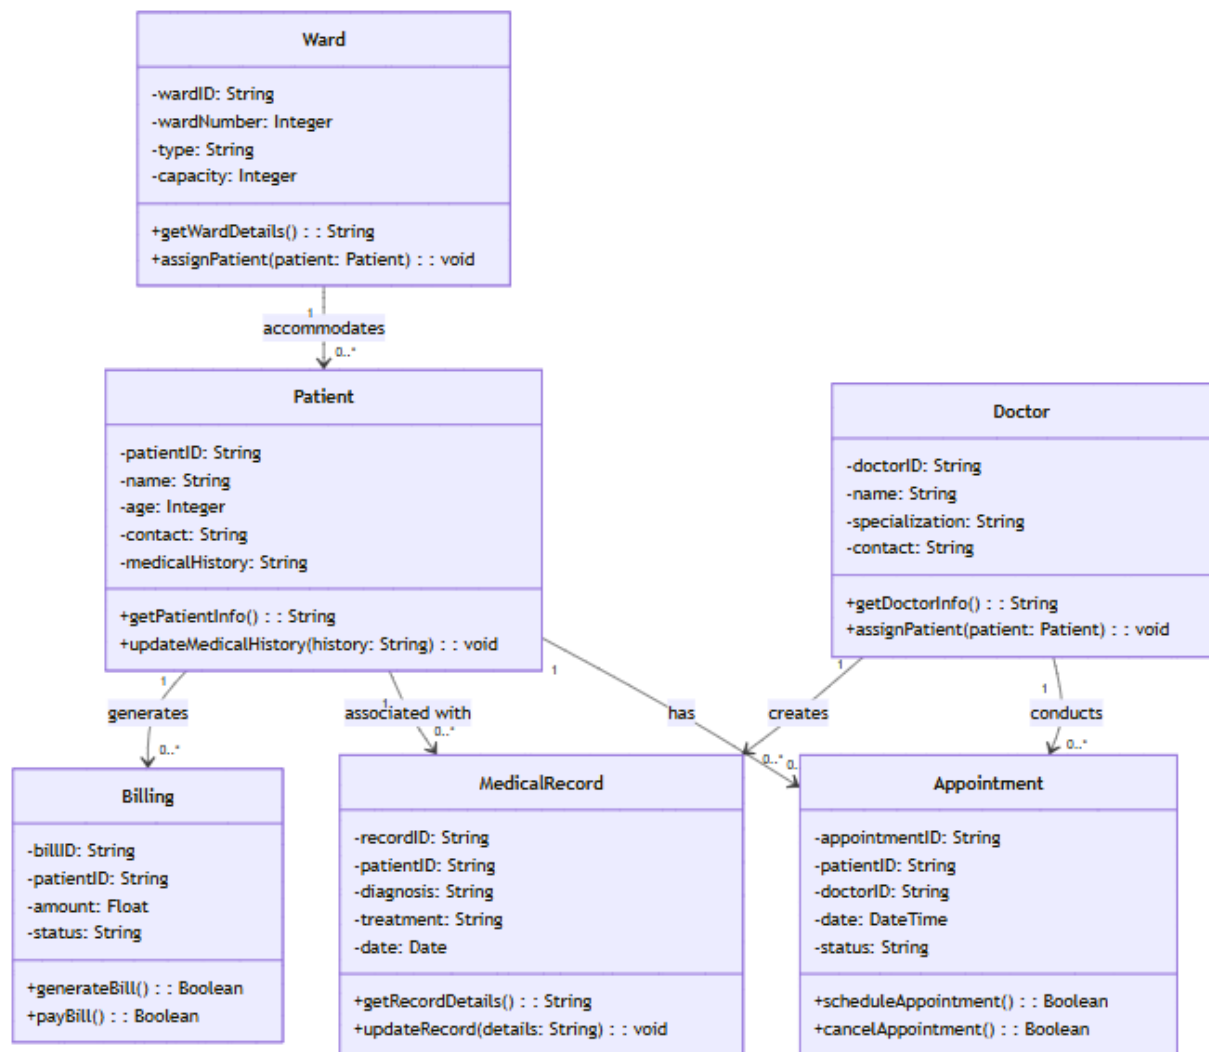 Ward
-wardID: String
-wardNumber: Integer
-type: String
-capacity: Integer
+getWardDetails() : : String
+assignPatient(patient: Patient) : : void
1
accommodates
0..*
Patient
-patientID: String
-name: String
-age: Integer
-contact: String
-medicalHistory: String
+getPatientInfo() : : String
+updateMedicalHistory(history: String) : : void
Doctor
-doctorID: String
-name: String
-specialization: String
-contact: String
+getDoctorInfo() : : String
+assignPatient(patient: Patient) : : void
1
generates
0..*
1
associated with
0..*
1
has
0..
1
creates
0..*
1
conducts
0..*
Billing
-billID: String
-patientID: String
-amount: Float
-status: String
+generateBill() : : Boolean
+payBill() : : Boolean
MedicalRecord
-recordID: String
-patientID: String
-diagnosis: String
-treatment: String
-date: Date
+getRecordDetails() : : String
+updateRecord(details: String) : : void
Appointment
-appointmentID: String
-patientID: String
-doctorID: String
-date: DateTime
-status: String
+scheduleAppointment() : : Boolean
+cancelAppointment() : : Boolean